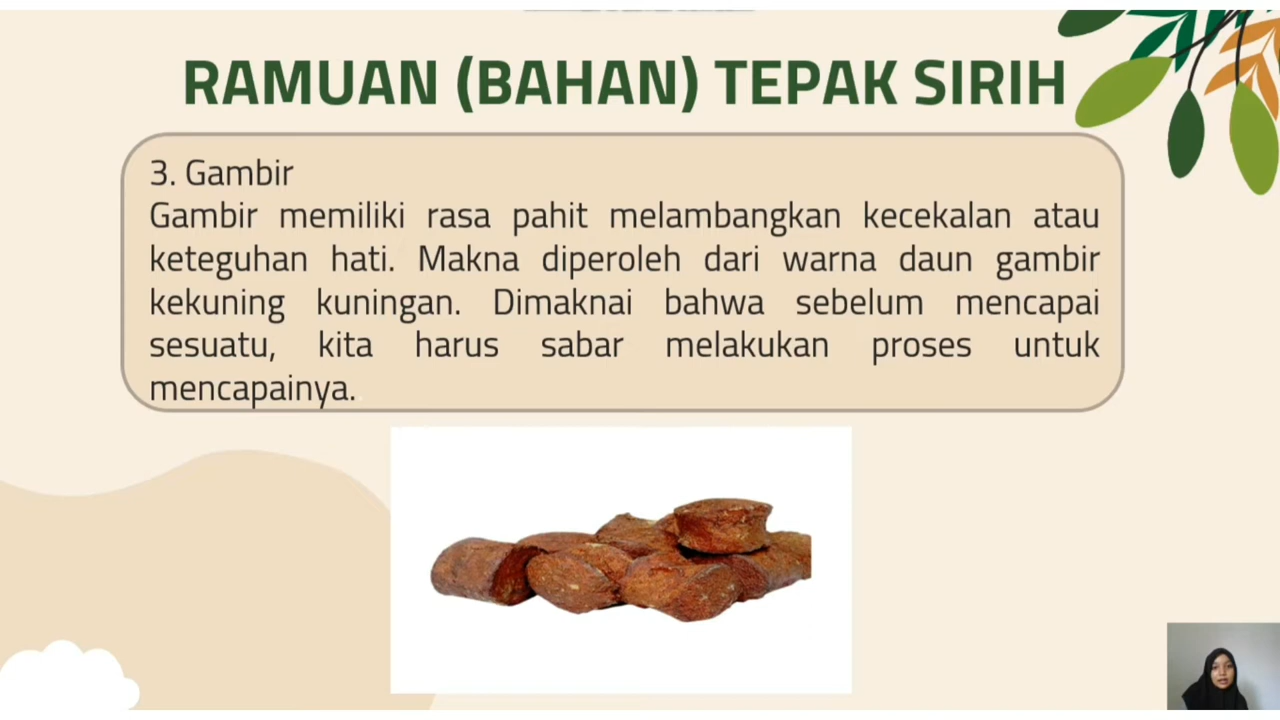 RAMUAN (BAHAN) TEPAK SIRIH
3. Gambir
Gambir memiliki rasa pahit melambangkan kecekalan atau
keteguhan hati. Makna diperoleh dari warna daun gambir
kekuning kuningan. Dimaknai bahwa sebelum mencapai
sesuatu, kita harus sabar melakukan proses untuk
mencapainya.